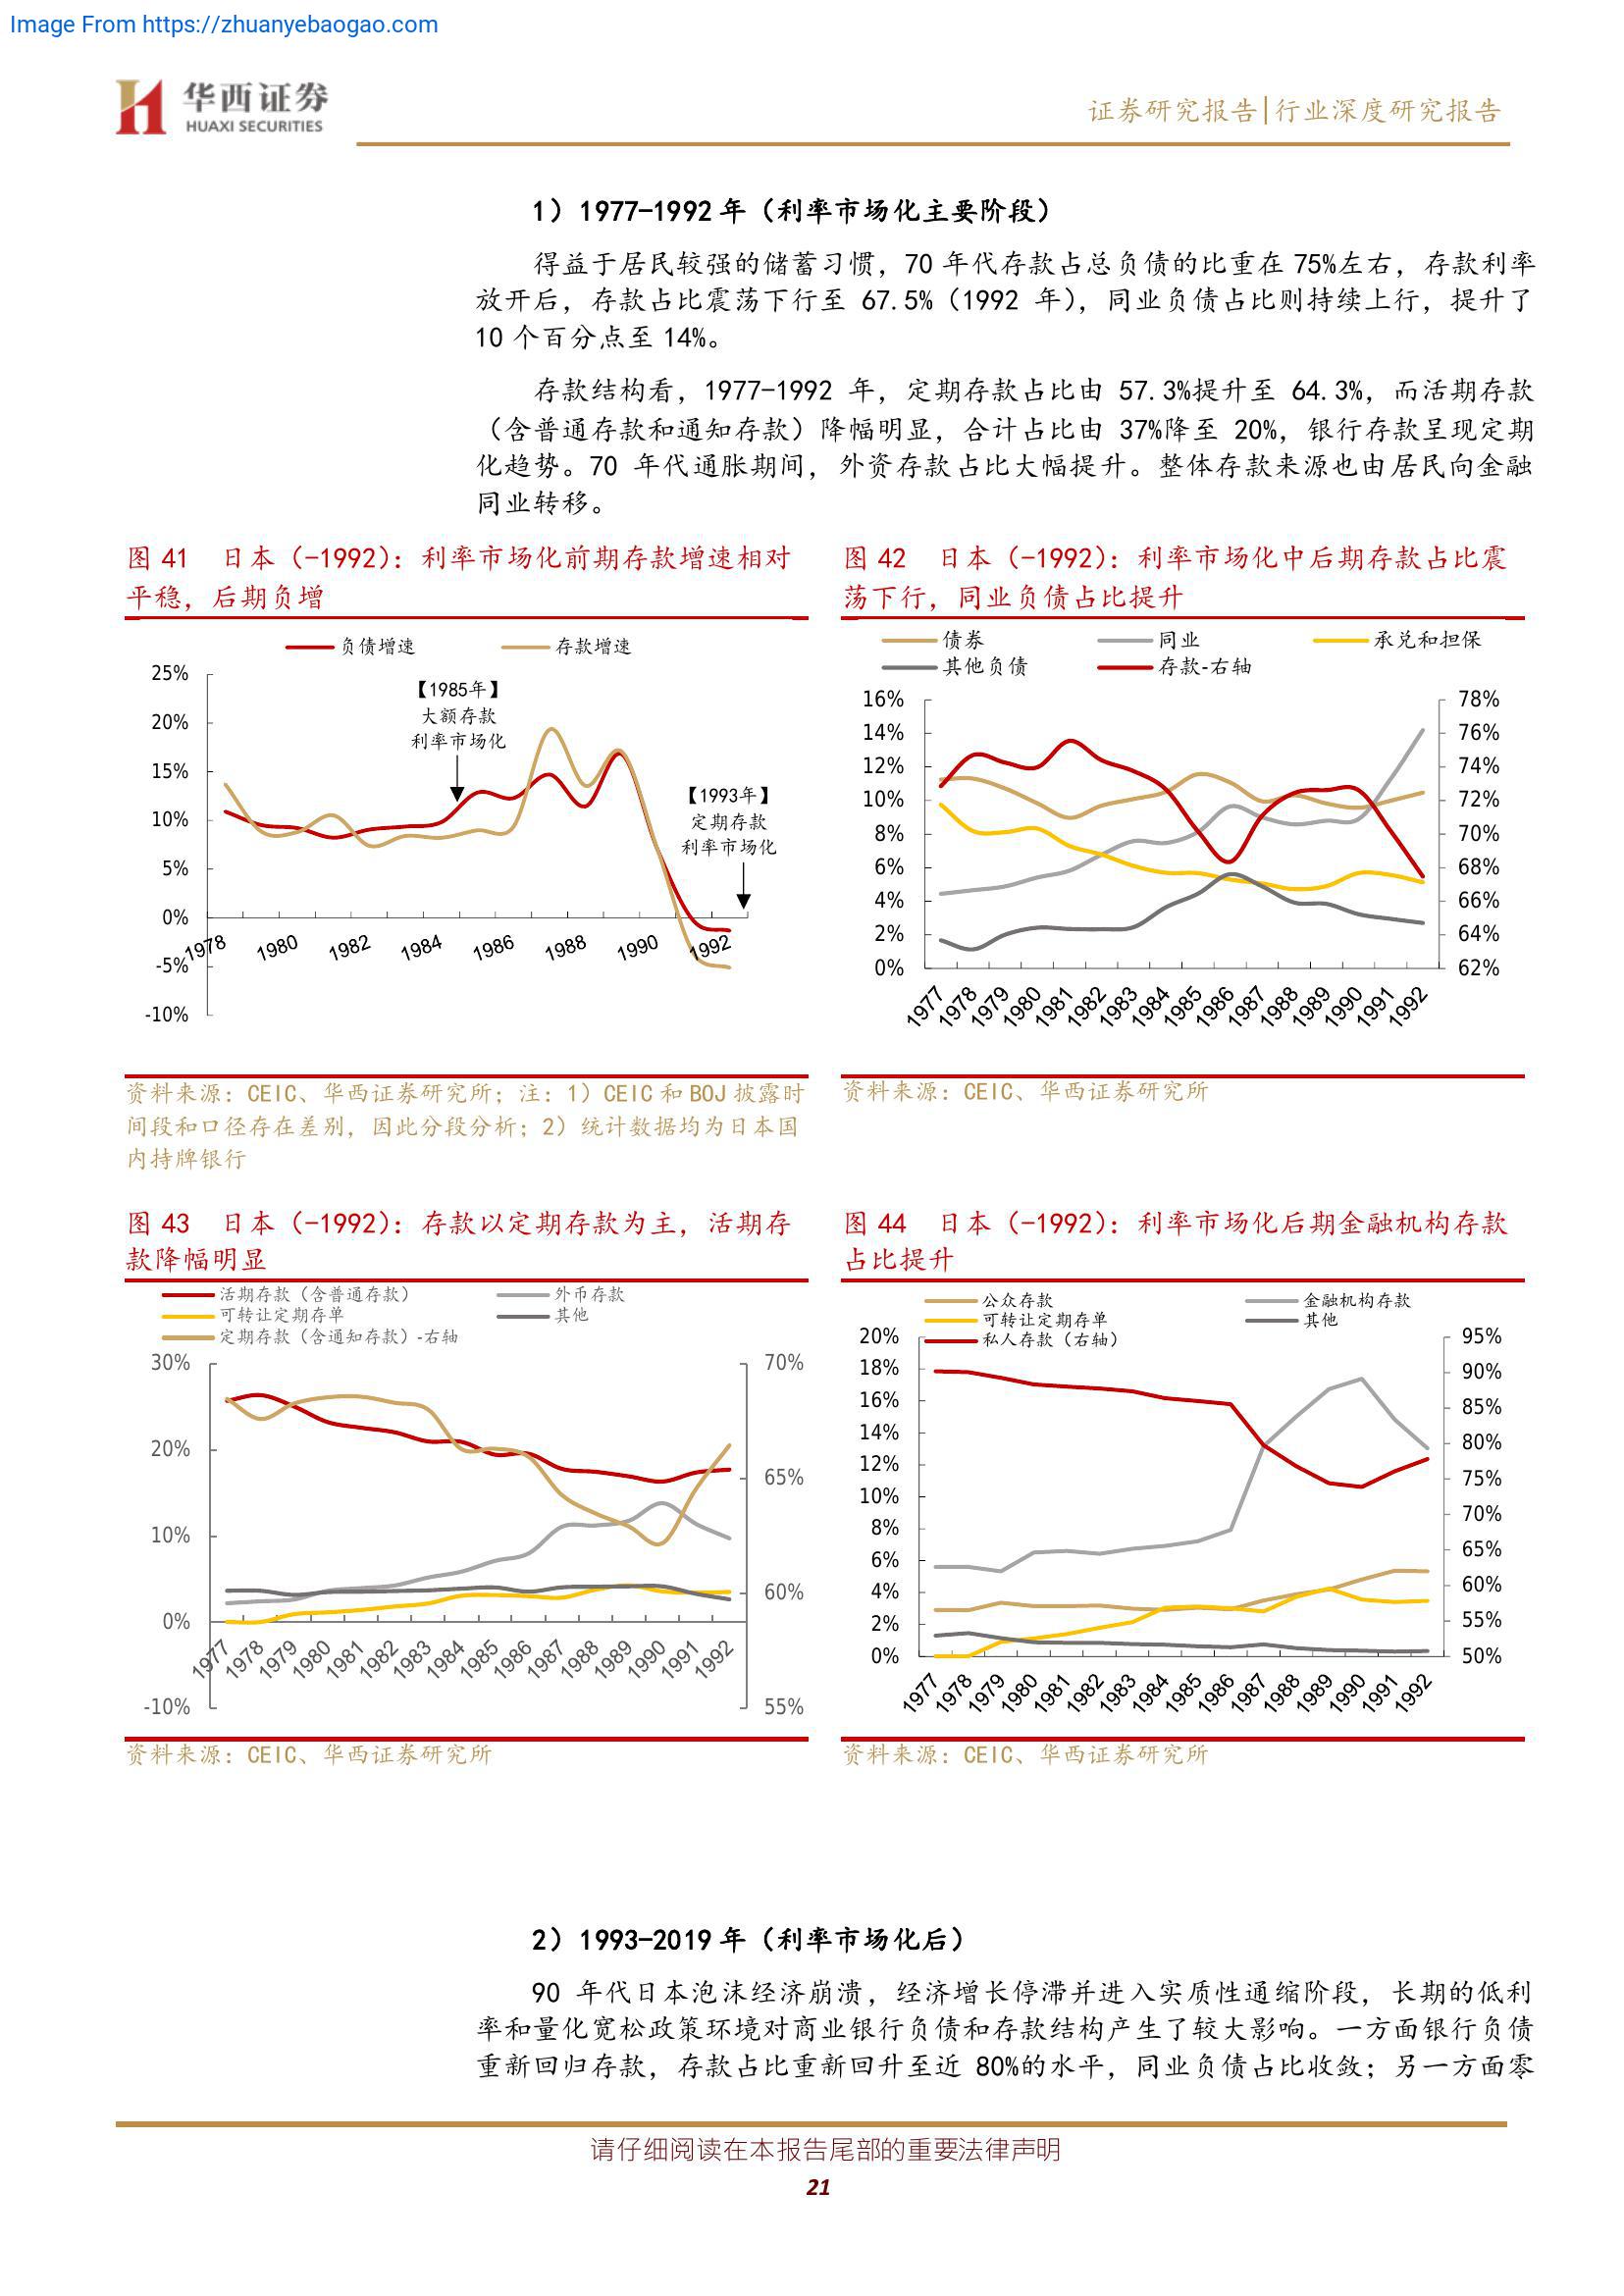 Image From https://zhuanyebaogao.com
华西证券
HUAXI SECURITIES
证券研究报告|行业深度研究报告
1）1977-1992 年（利率市场化主要阶段）
得益于居民较强的储蓄习惯，70 年代存款占总负债的比重在 75%左右，存款利率
放开后，存款占比震荡下行至 67.5%（1992 年），同业负债占比则持续上行，提升了
10 个百分点至 14%。
存款结构看，1977-1992 年，定期存款占比由 57.3%提升至 64.3%，而活期存款
（含普通存款和通知存款）降幅明显，合计占比由 37%降至 20%，银行存款呈现定期
化趋势。70 年代通胀期间，外资存款占比大幅提升。整体存款来源也由居民向金融
同业转移。
图 41 日本（-1992）：利率市场化前期存款增速相对
平稳，后期负增
负债增速 存款增速
25%
20%
15%
10%
5%
0%
-5%
-10%
【1985年】
大额存款
利率市场化
【1993年】
定期存款
利率市场化
1978 1980 1982 1984 1986 1988 1990 1992
资料来源：CEIC、华西证券研究所；注：1）CEIC 和 BOJ 披露时
间段和口径存在差别，因此分段分析；2）统计数据均为日本国
内持牌银行
图 42 日本（-1992）：利率市场化中后期存款占比震
荡下行，同业负债占比提升
债券 同业 承兑和担保
其他负债 存款-右轴
16% 78%
14% 76%
12% 74%
10% 72%
8% 70%
6% 68%
4% 66%
2% 64%
0% 62%
1977 1978 1979 1980 1981 1982 1983 1984 1985 1986 1987 1988 1989 1990 1991 1992
资料来源：CEIC、华西证券研究所
图 43 日本（-1992）：存款以定期存款为主，活期存
款降幅明显
活期存款（含普通存款） 外币存款
可转让定期存单 其他
定期存款（含通知存款）-右轴
30% 70%
20%
65%
10%
60%
0%
-10% 55%
1977 1978 1979 1980 1981 1982 1983 1984 1985 1986 1987 1988 1989 1990 1991 1992
资料来源：CEIC、华西证券研究所
图 44 日本（-1992）：利率市场化后期金融机构存款
占比提升
公众存款 金融机构存款
可转让定期存单 其他
私人存款（右轴）
20% 95%
18% 90%
16% 85%
14% 80%
12% 75%
10% 70%
8% 65%
6% 60%
4% 55%
2% 50%
0%
1977 1978 1979 1980 1981 1982 1983 1984 1985 1986 1987 1988 1989 1990 1991 1992
资料来源：CEIC、华西证券研究所
2）1993-2019 年（利率市场化后）
90 年代日本泡沫经济崩溃，经济增长停滞并进入实质性通缩阶段，长期的低利
率和量化宽松政策环境对商业银行负债和存款结构产生了较大影响。一方面银行负债
重新回归存款，存款占比重新回升至近 80%的水平，同业负债占比收敛；另一方面零
请仔细阅读在本报告尾部的重要法律声明
21